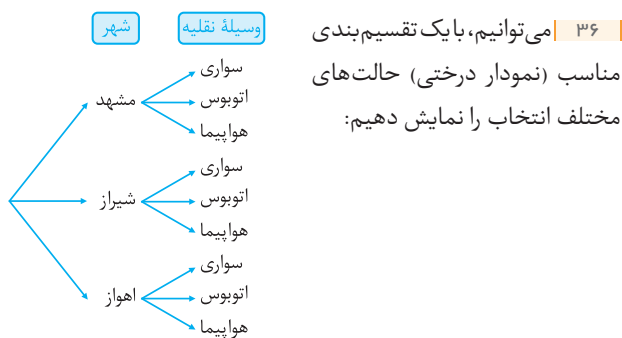 ۳۶ می‌توانیم، با یک تقسیم‌بندی
مناسب (نمودار درختی) حالت‌های
مختلف انتخاب را نمایش دهیم:
وسیلهٔ نقلیه
شهر
سواری
مشهد
اتوبوس
هواپیما
سواری
شیراز
اتوبوس
هواپیما
سواری
اهواز
اتوبوس
هواپیما